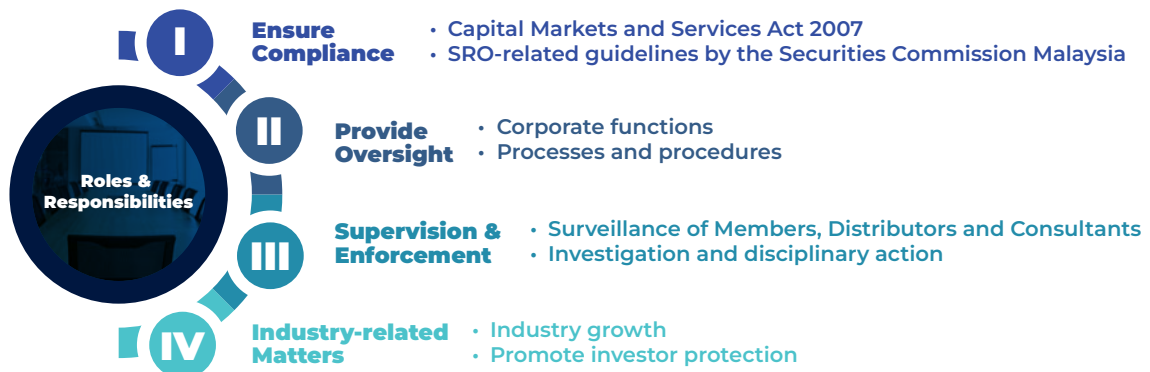 Roles &
Responsibilities
I
Ensure
Compliance
• Capital Markets and Services Act 2007
• SRO-related guidelines by the Securities Commission Malaysia
II
Provide
Oversight
• Corporate functions
• Processes and procedures
III
Supervision &
Enforcement
• Surveillance of Members, Distributors and Consultants
• Investigation and disciplinary action
IV
Industry-related
Matters
• Industry growth
• Promote investor protection